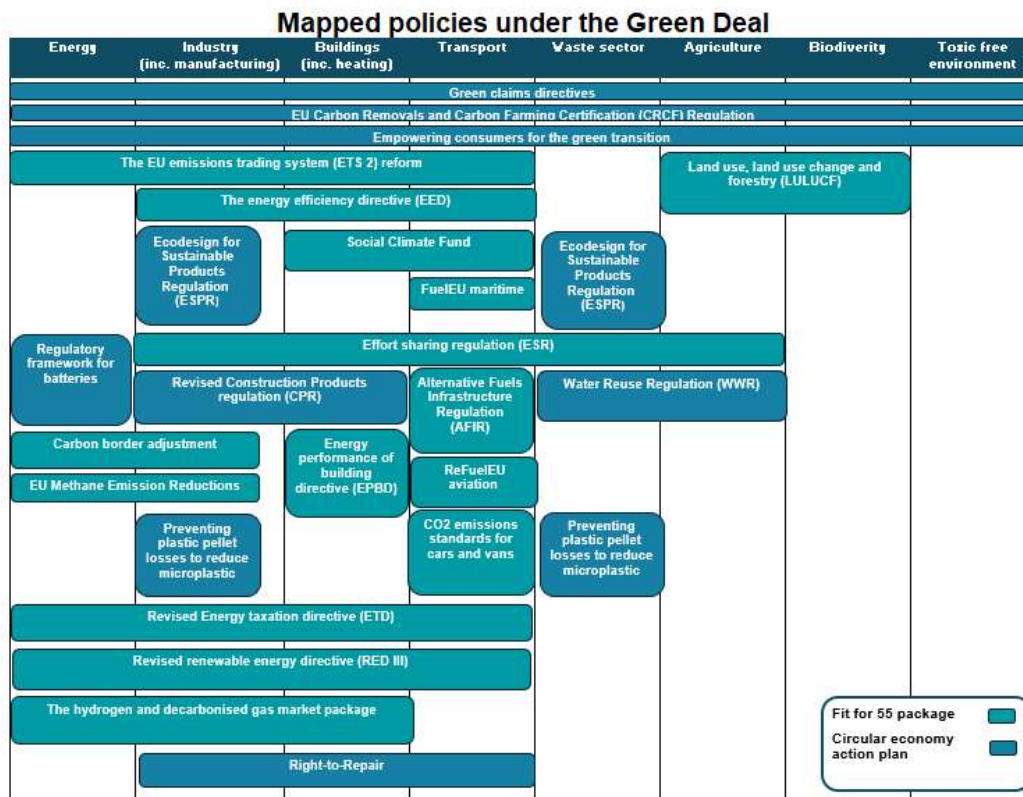 Mapped policies under the Green Deal
Energy
Industry
(inc. manufacturing)
Buildings
(inc. heating)
Transport
Waste sector
Agriculture
Biodiverity
Toxic free
environment
Green claims directives
EU Carbon Removals and Carbon Farming Certification (CRCF) Regulation
Empowering consumers for the green transition
The EU emissions trading system (ETS 2) reform
Land use, land use change and
forestry (LULUCF)
The energy efficiency directive (EED)
Ecodesign for
Sustainable
Products
Regulation
(ESPR)
Social Climate Fund
Ecodesign for
Sustainable
Products
Regulation
(ESPR)
FuelEU maritime
Effort sharing regulation (ESR)
Regulatory
framework for
batteries
Revised Construction Products
regulation (CPR)
Alternative Fuels
Infrastructure
Regulation
(AFIR)
Water Reuse Regulation (WWR)
Carbon border adjustment
Energy
performance of
building
directive (EPBD)
ReFuelEU
aviation
EU Methane Emission Reductions
Preventing
plastic pellet
losses to reduce
microplastic
CO2 emissions
standards for
cars and vans
Preventing
plastic pellet
losses to reduce
microplastic
Revised Energy taxation directive (ETD)
Revised renewable energy directive (RED III)
The hydrogen and decarbonised gas market package
Right-to-Repair
Fit for 55 package
Circular economy
action plan